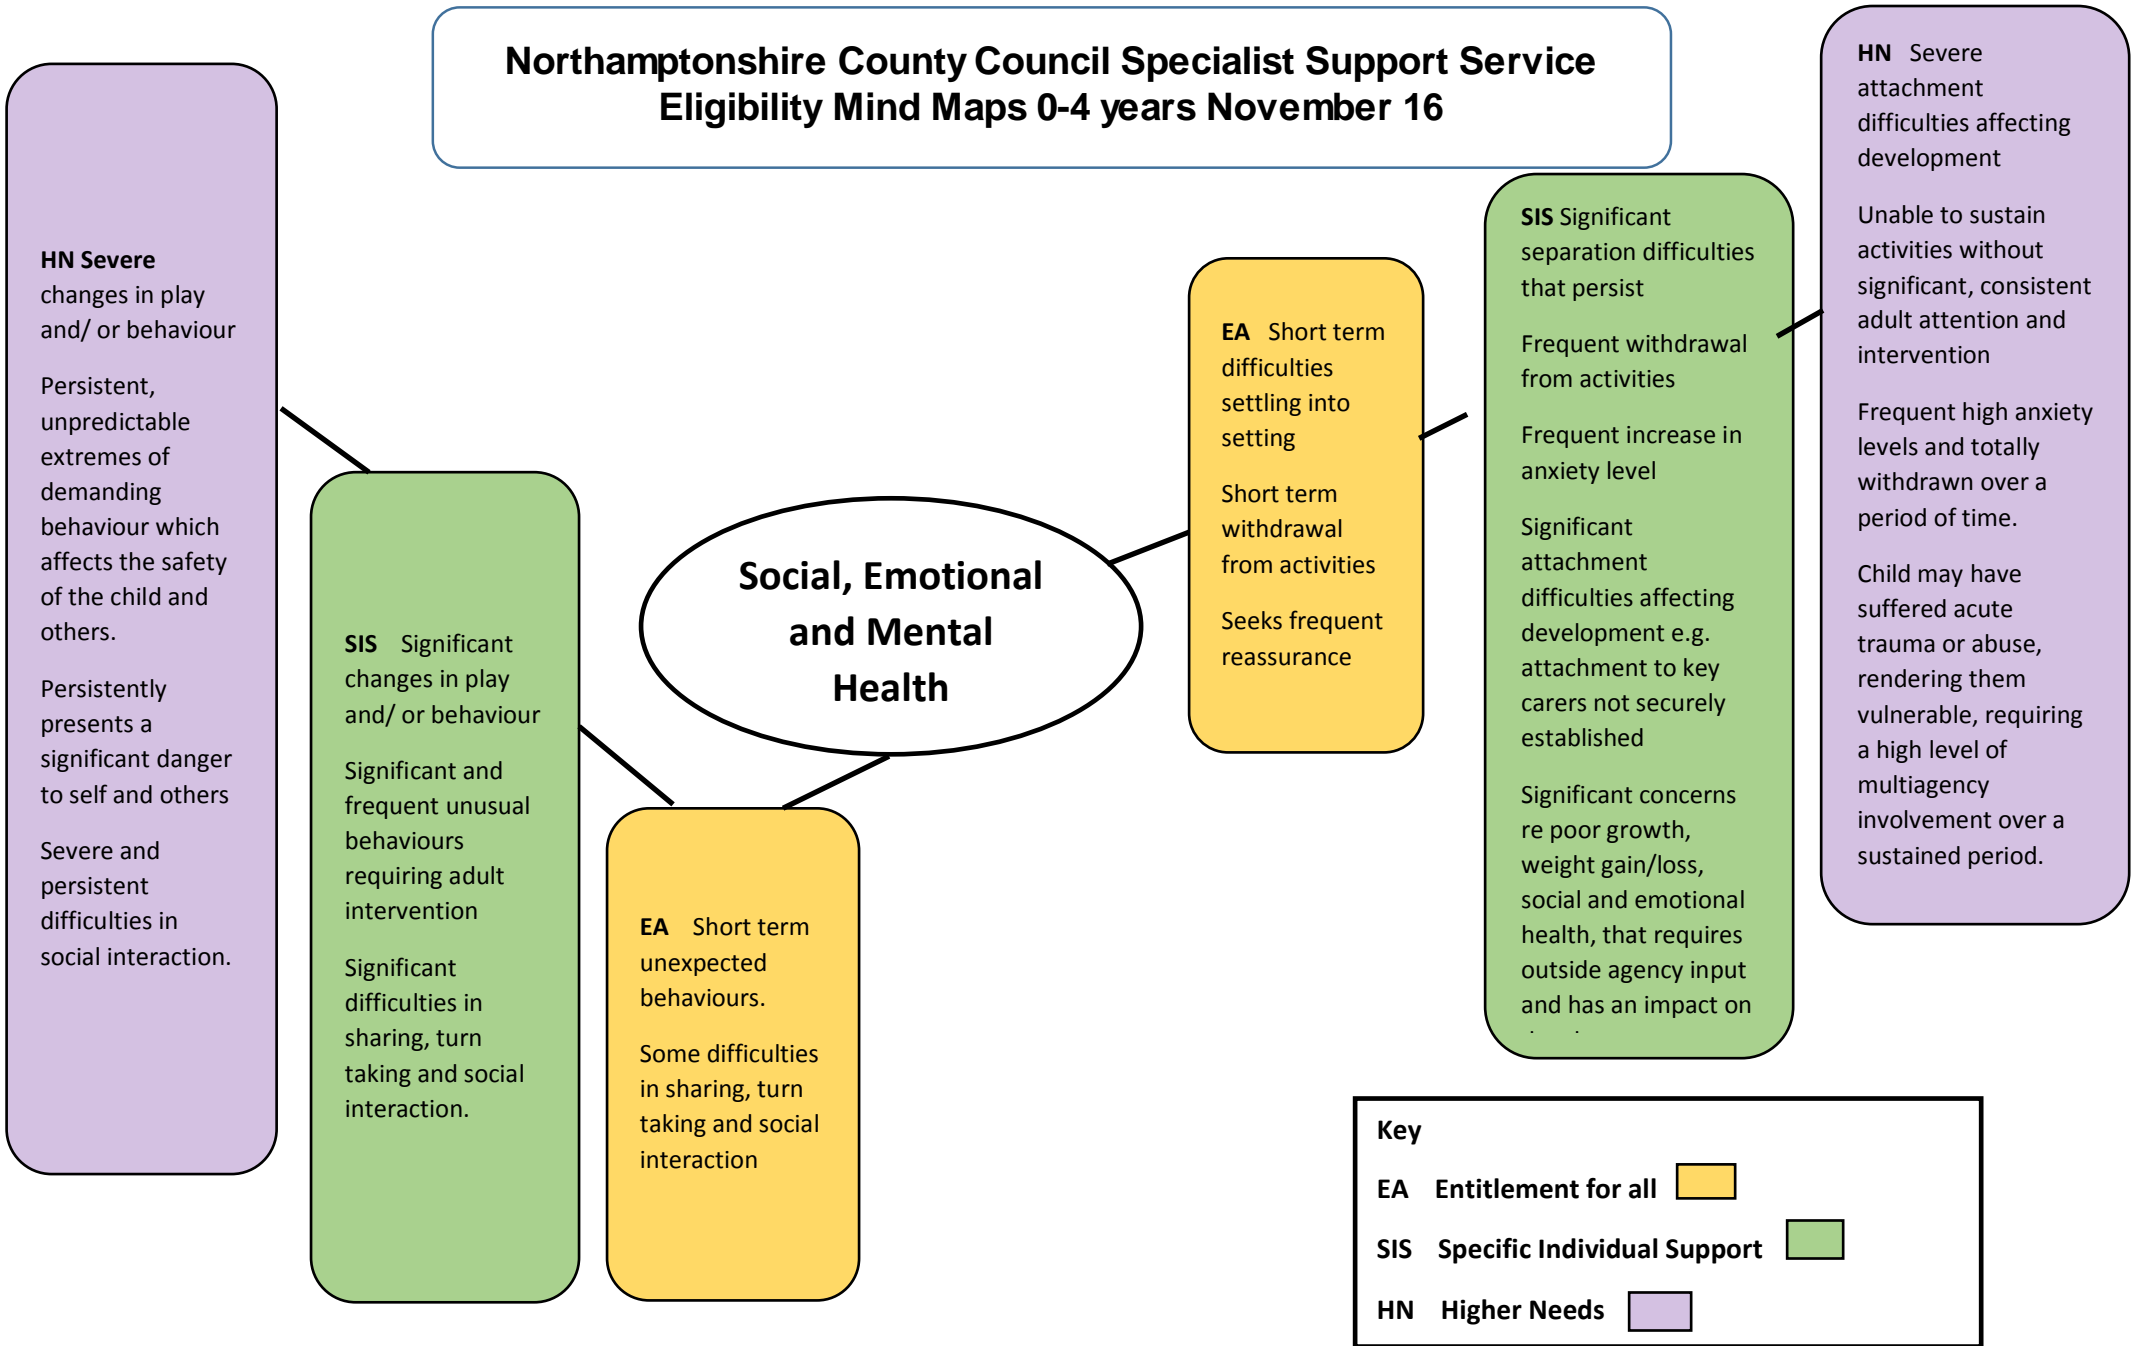 Northamptonshire County Council Specialist Support Service
Eligibility Mind Maps 0-4 years November 16
HN Severe
changes in play
and/ or behaviour
Persistent,
unpredictable
extremes of
demanding
behaviour which
affects the safety
of the child and
others.
Persistently
presents a
significant danger
to self and others
Severe and
persistent
difficulties in
social interaction.
SIS Significant
changes in play
and/ or behaviour
Significant and
frequent unusual
behaviours
requiring adult
intervention
Significant
difficulties in
sharing, turn
taking and social
interaction.
EA Short term
unexpected
behaviours.
Some difficulties
in sharing, turn
taking and social
interaction
Social, Emotional
and Mental
Health
EA Short term
difficulties
settling into
setting
Short term
withdrawal
from activities
Seeks frequent
reassurance
SIS Significant
separation difficulties
that persist
Frequent withdrawal
from activities
Frequent increase in
anxiety level
Significant
attachment
difficulties affecting
development e.g.
attachment to key
carers not securely
established
Significant concerns
re poor growth,
weight gain/loss,
social and emotional
health, that requires
outside agency input
and has an impact on
HN Severe
attachment
difficulties affecting
development
Unable to sustain
activities without
significant, consistent
adult attention and
intervention
Frequent high anxiety
levels and totally
withdrawn over a
period of time.
Child may have
suffered acute
trauma or abuse,
rendering them
vulnerable, requiring
a high level of
multiagency
involvement over a
sustained period.
Key
EA Entitlement for all
SIS Specific Individual Support
HN Higher Needs